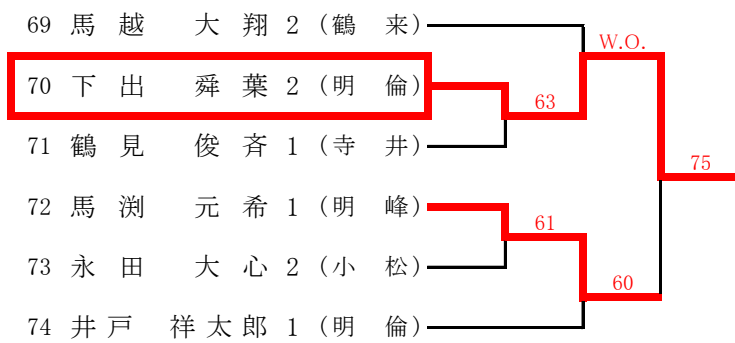 69 馬 越 大 翔 2 (鶴 来)
W.O.
70 下 出 舜 葉 2 (明 倫)
63
71 鶴 見 俊 斉 1 (寺 井)
75
72 馬 渕 元 希 1 (明 峰)
61
73 永 田 大 心 2 (小 松)
60
74 井 戸 祥 太 郎 1 (明 倫)